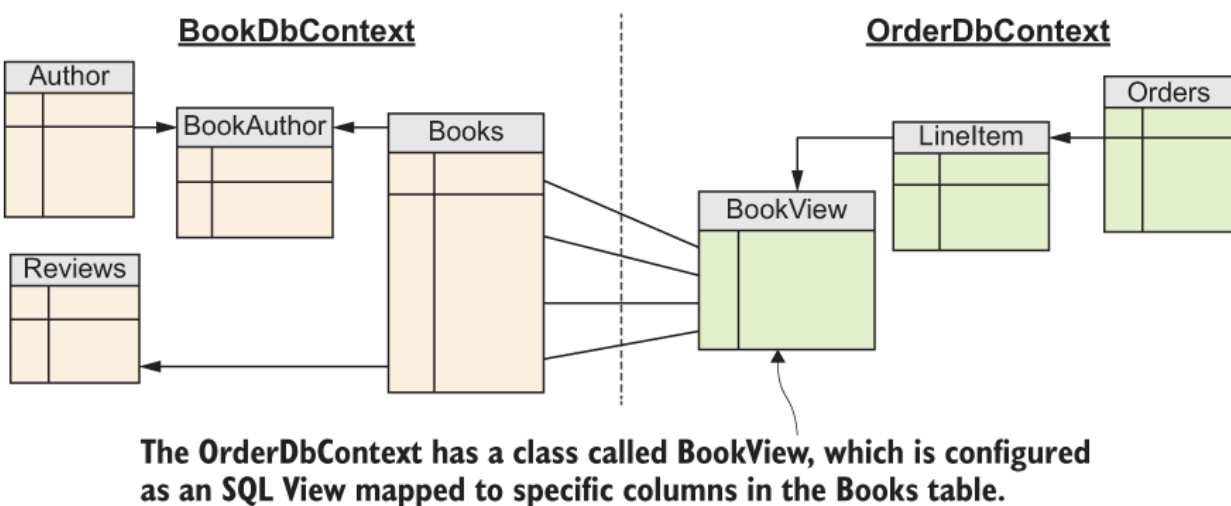 BookDbContext
OrderDbContext
Author
BookAuthor
Books
Reviews
BookView
LineItem
Orders
The OrderDbContext has a class called BookView, which is configured
as an SQL View mapped to specific columns in the Books table.